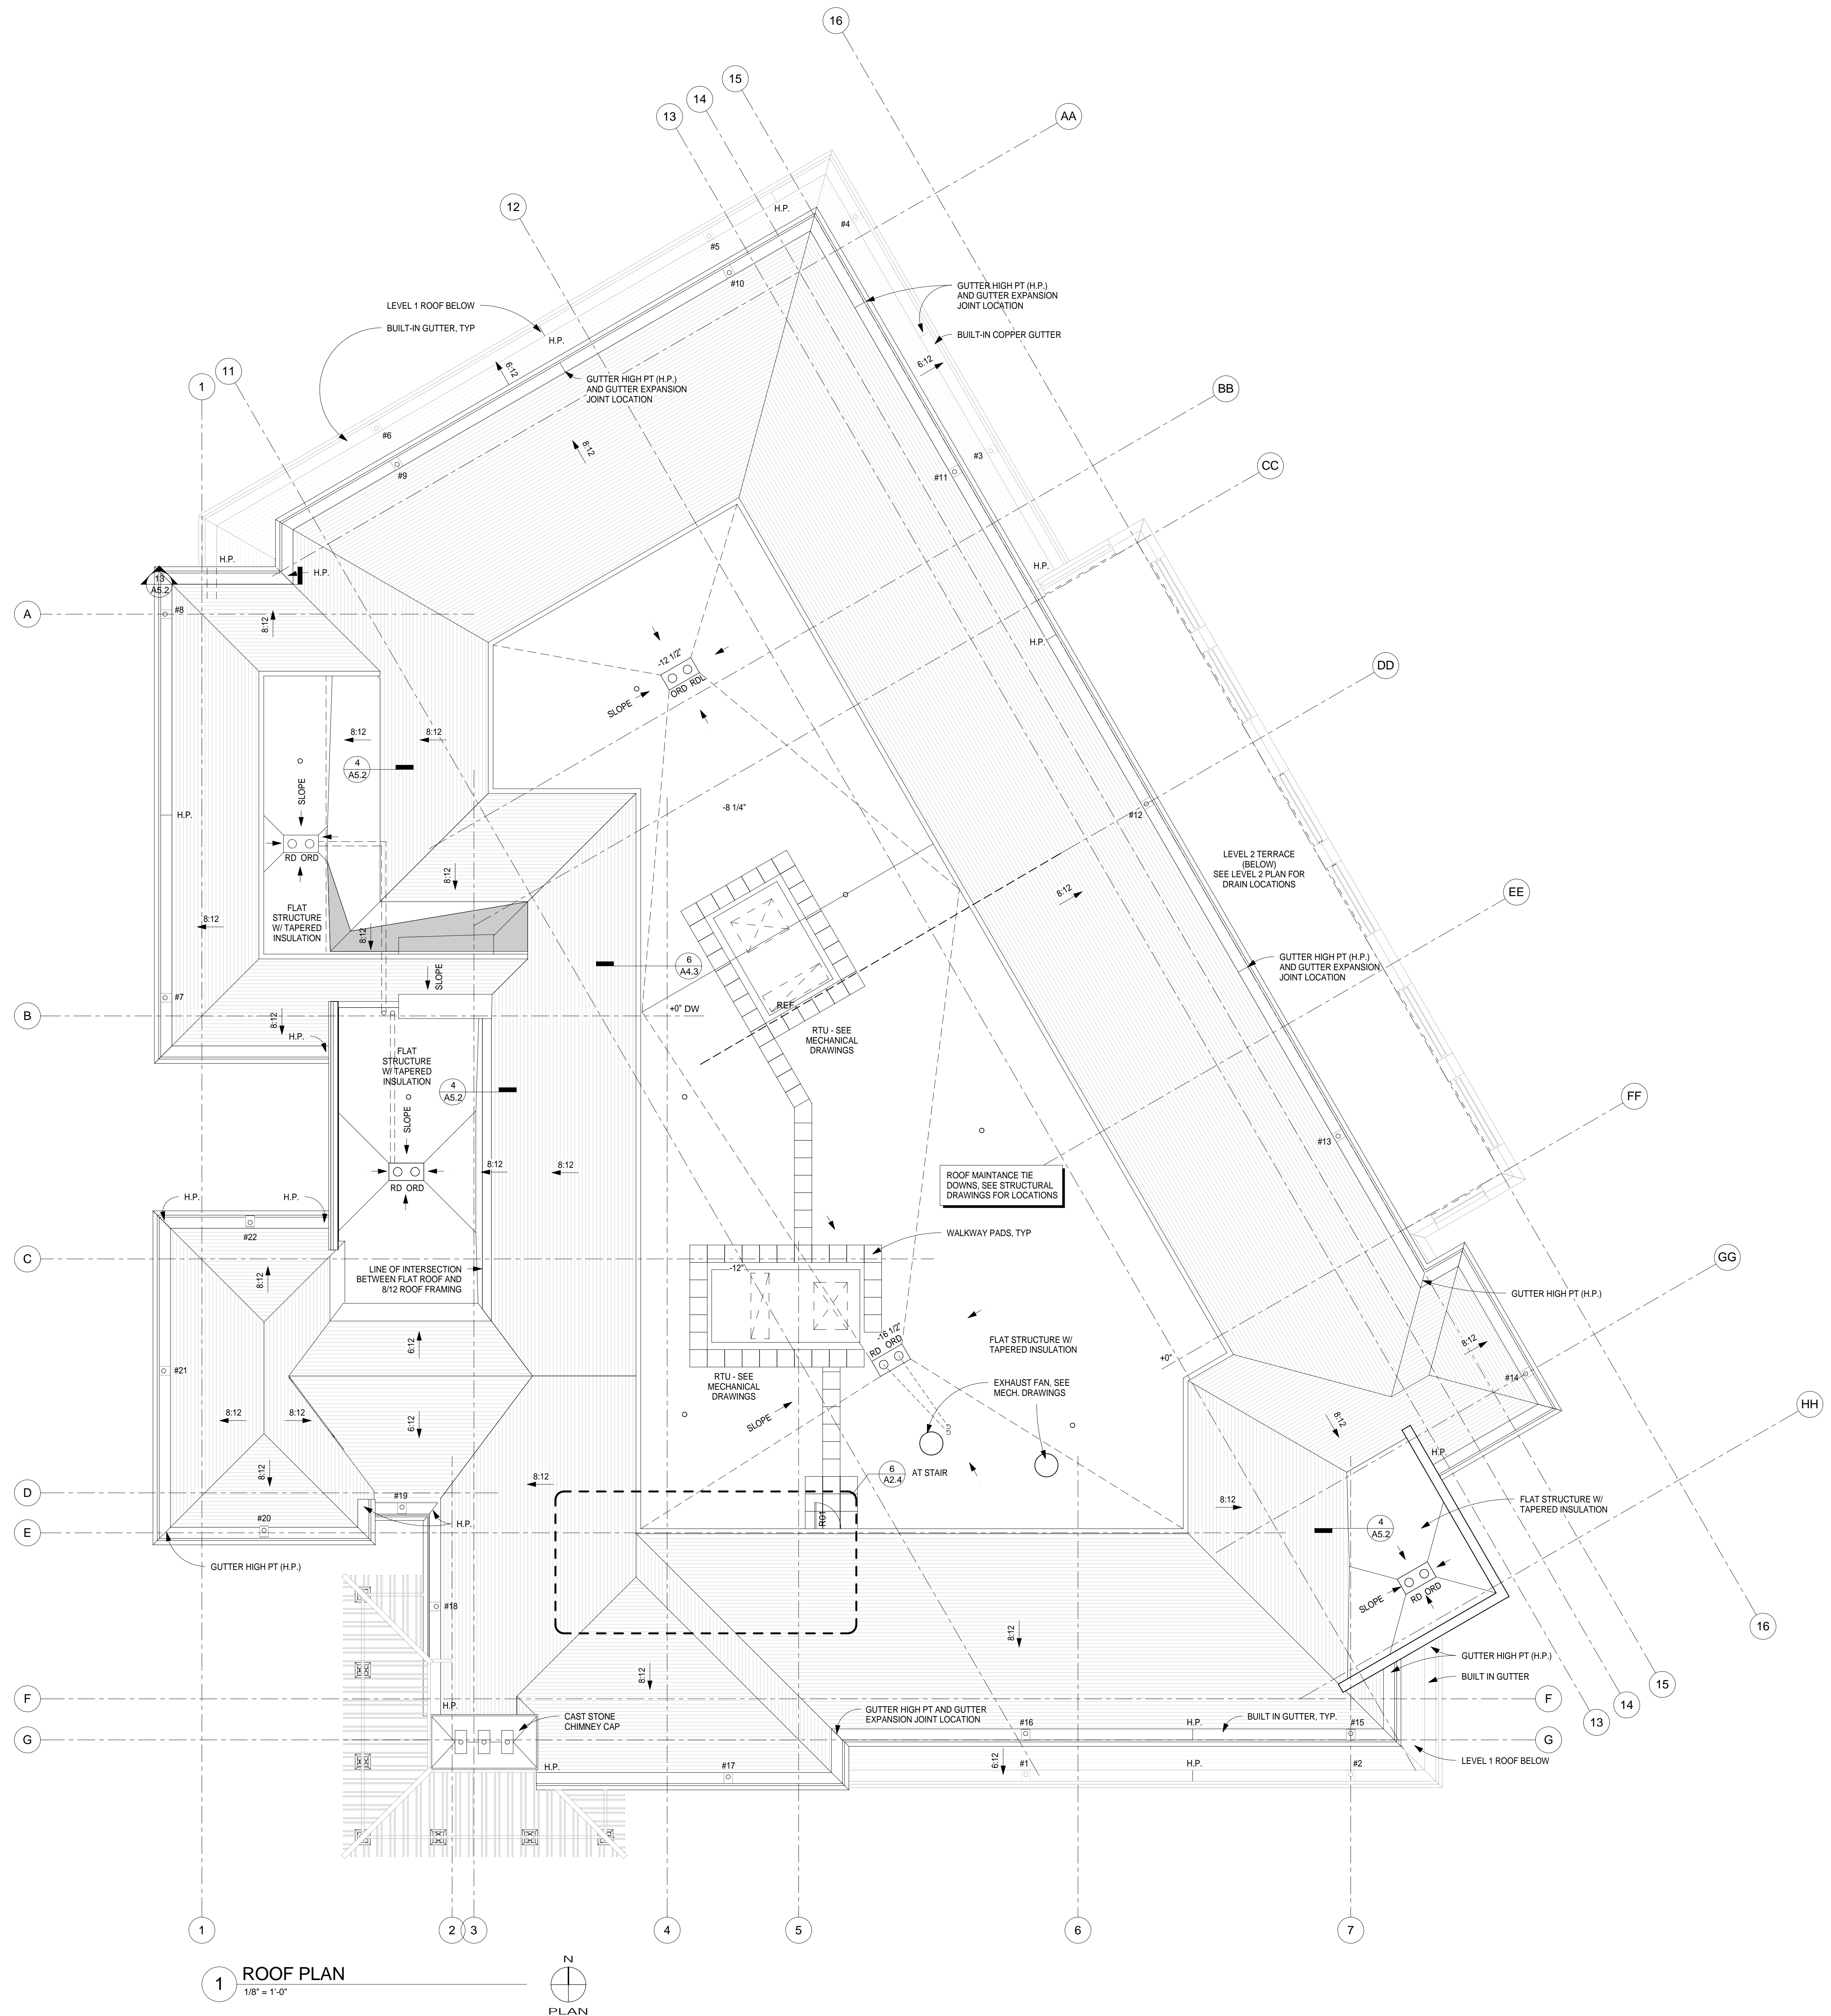 16
15
14
13
AA
12
H.P.
#4
#5
#10
GUTTER HIGH PT (H.P.)
AND GUTTER EXPANSION
JOINT LOCATION
LEVEL 1 ROOF BELOW
BUILT-IN GUTTER, TYP
BUILT-IN COPPER GUTTER
H.P.
6:12
6:12
11
1
GUTTER HIGH PT (H.P.)
AND GUTTER EXPANSION
JOINT LOCATION
BB
#6
8:12
#9
#3
#11
CC
H.P.
H.P.
H.P.
13
A5.2
#8
A
8:12
H.P.
DD
-12 1/2"
ORD RDL
SLOPE
8:12
8:12
4
A5.2
SLOPE
H.P.
-8 1/4"
#12
RD ORD
LEVEL 2 TERRACE
(BELOW)
SEE LEVEL 2 PLAN FOR
DRAIN LOCATIONS
8:12
8:12
EE
FLAT
STRUCTURE
W/ TAPERED
INSULATION
8:12
8:12
6
A4.3
SLOPE
GUTTER HIGH PT (H.P.)
AND GUTTER EXPANSION
JOINT LOCATION
#7
REF.
+0" DW
B
8:12
H.P.
RTU - SEE
MECHANICAL
DRAWINGS
FLAT
STRUCTURE
W/ TAPERED
INSULATION
4
A5.2
FF
SLOPE
#13
8:12
8:12
ROOF MAINTANCE TIE
DOWNS, SEE STRUCTURAL
DRAWINGS FOR LOCATIONS
RD ORD
H.P.
H.P.
WALKWAY PADS, TYP
#22
C
GG
LINE OF INTERSECTION
BETWEEN FLAT ROOF AND
8/12 ROOF FRAMING
-12"
8:12
GUTTER HIGH PT (H.P.)
-16 1/2"
RD ORD
FLAT STRUCTURE W/
TAPERED INSULATION
8:12
6:12
+0"
#21
#14
RTU - SEE
MECHANICAL
DRAWINGS
EXHAUST FAN, SEE
MECH. DRAWINGS
HH
8:12
8:12
6:12
SLOPE
8:12
H.P.
8:12
8:12
6
A2.4
AT STAIR
D
#19
8:12
FLAT STRUCTURE W/
TAPERED INSULATION
#20
H.P.
R01
4
A5.2
E
GUTTER HIGH PT (H.P.)
SLOPE
RD ORD
#18
16
8:12
8:12
GUTTER HIGH PT (H.P.)
BUILT IN GUTTER
15
F
H.P.
F
14
CAST STONE
CHIMNEY CAP
GUTTER HIGH PT AND GUTTER
EXPANSION JOINT LOCATION
BUILT IN GUTTER, TYP.
#16
H.P.
#15
13
G
G
H.P.
#17
6:12
#1
H.P.
#2
LEVEL 1 ROOF BELOW
1
2
3
4
5
6
7
1
ROOF PLAN
1/8" = 1'-0"
N
PLAN